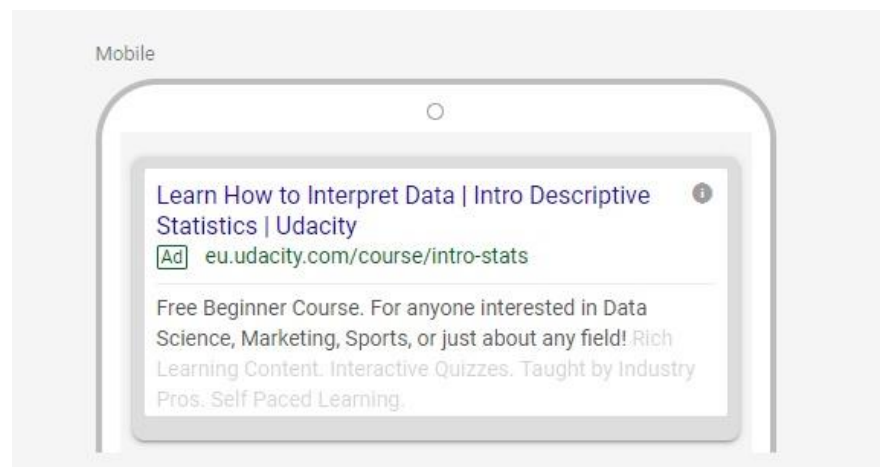 Mobile
Learn How to Interpret Data | Intro Descriptive
Statistics | Udacity
Ad eu.udacity.com/course/intro-stats
Free Beginner Course. For anyone interested in Data
Science, Marketing, Sports, or just about any field! Rich
Learning Content. Interactive Quizzes. Taught by Industry
Pros. Self Paced Learning.